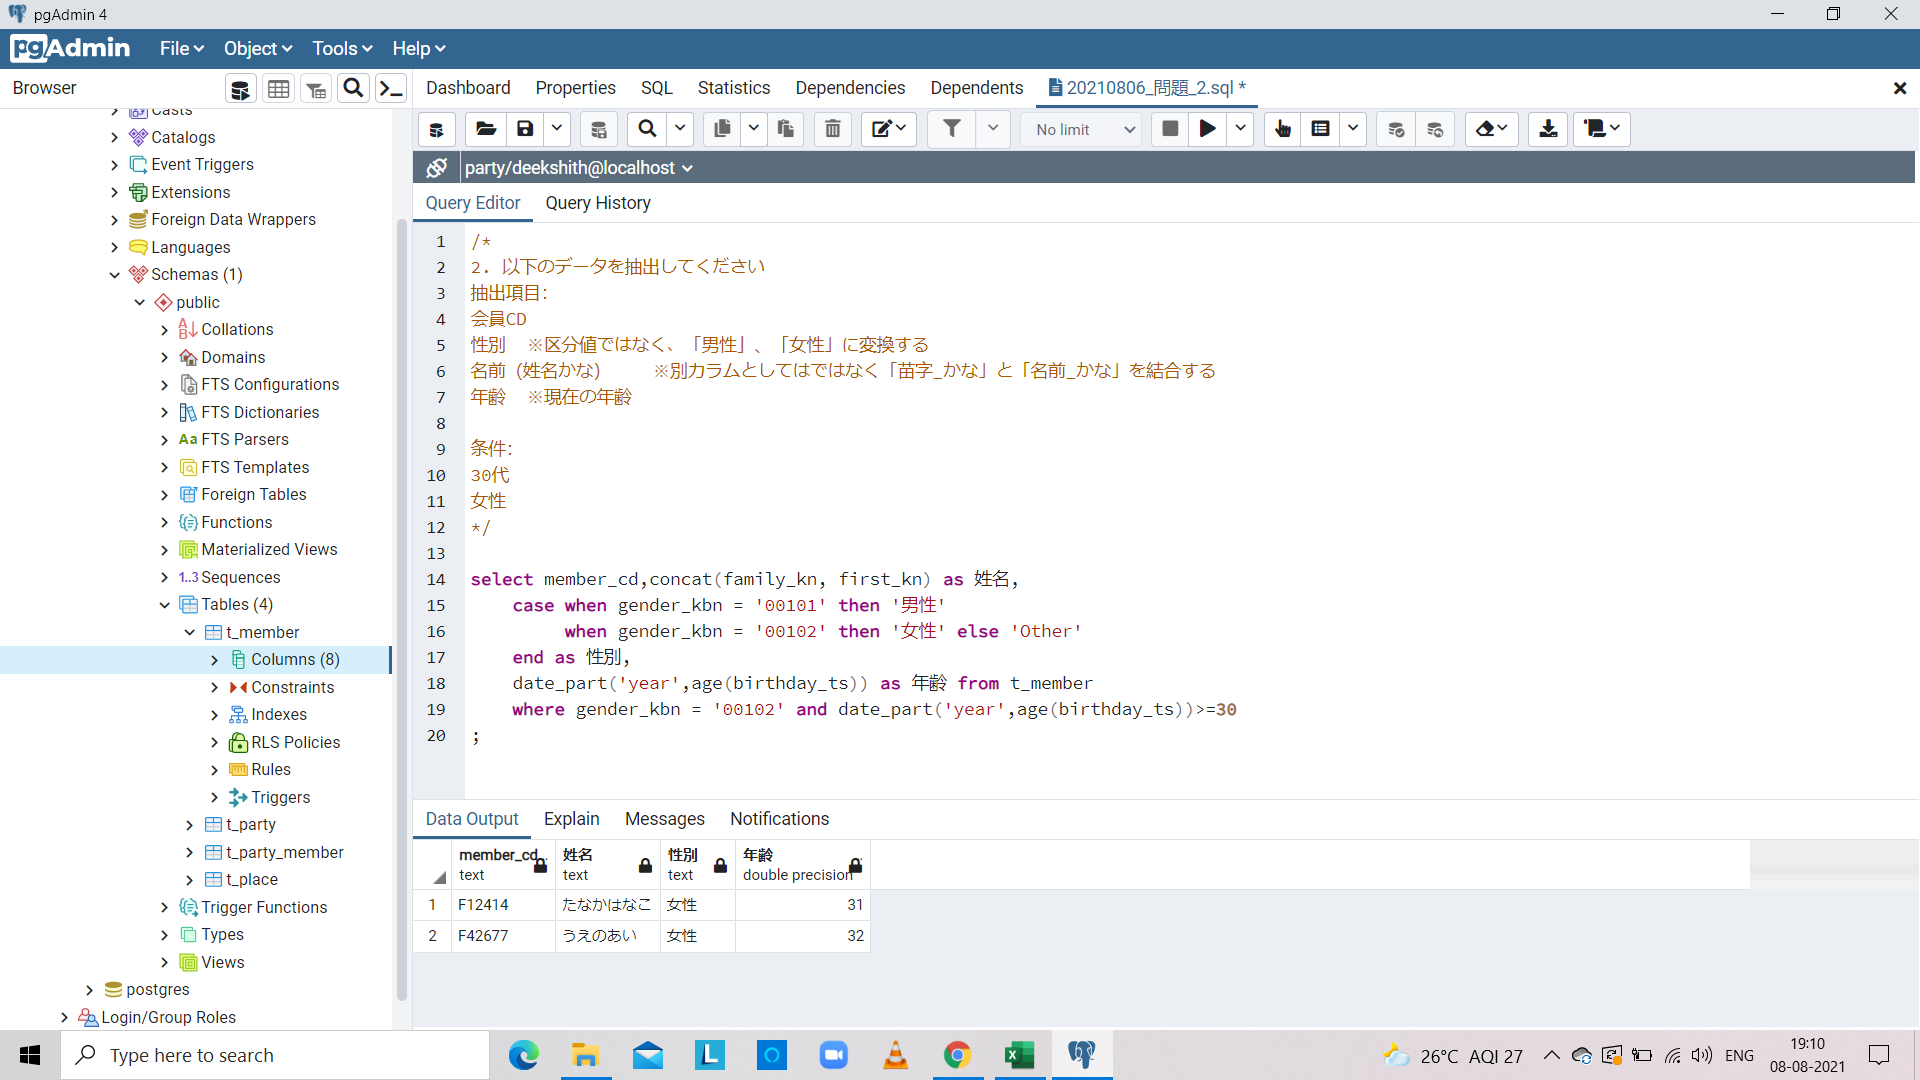 pgAdmin 4
pgAdmin File Object Tools Help
Browser
Dashboard Properties SQL Statistics Dependencies Dependents 20210806_問題_2.sql *
No limit
party/deekshith@localhost
Query Editor Query History
Casts
Catalogs
Event Triggers
Extensions
Foreign Data Wrappers
Languages
Schemas (1)
public
Collations
Domains
FTS Configurations
FTS Dictionaries
Aa FTS Parsers
FTS Templates
Foreign Tables
Functions
Materialized Views
1..3 Sequences
Tables (4)
t_member
Columns (8)
Constraints
Indexes
RLS Policies
Rules
Triggers
t_party
t_party_member
t_place
Trigger Functions
Types
Views
postgres
Login/Group Roles
1 /*
2 2. 以下のデータを抽出してください
3 抽出項目:
4 会員CD
5 性別 ※区分値ではなく、「男性」、「女性」に変換する
6 名前（姓名かな） ※別カラムとしてはではなく「苗字_かな」と「名前_かな」を結合する
7 年齢 ※現在の年齢
8
9 条件:
10 30代
11 女性
12 */
13
14 select member_cd,concat(family_kn, first_kn) as 姓名,
15 case when gender_kbn = '00101' then '男性'
16 when gender_kbn = '00102' then '女性' else 'Other'
17 end as 性別,
18 date_part('year',age(birthday_ts)) as 年齢 from t_member
19 where gender_kbn = '00102' and date_part('year',age(birthday_ts))>=30
20 ;
Data Output Explain Messages Notifications
member_cd 姓名 性別 年齢
text text text double precision
1 F12414 たなかはなこ 女性 31
2 F42677 うえのあい 女性 32
Type here to search
26°C AQI 27 ENG
19:10
08-08-2021